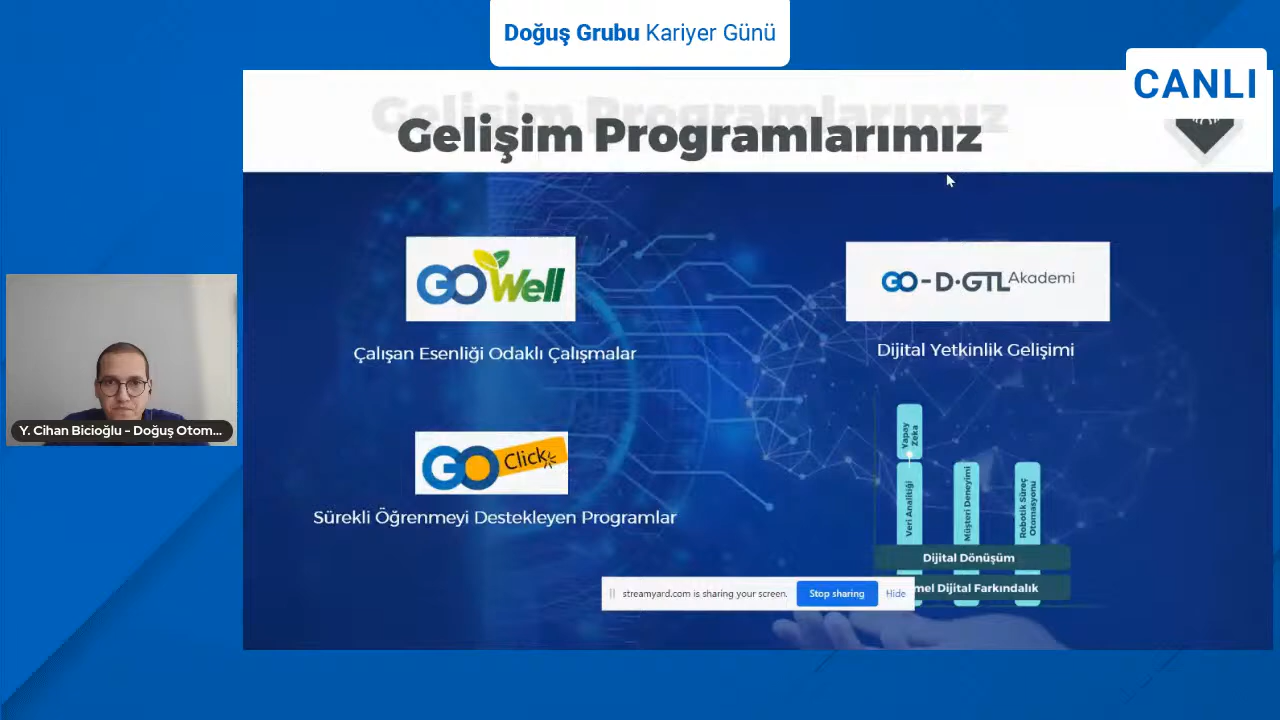 Doğuş Grubu Kariyer Günü
CANLI
Gelişim Programlarımız
GO Well
Çalışan Esenliği Odaklı Çalışmalar
GO Click
Sürekli Öğrenmeyi Destekleyen Programlar
GO-D·GTL Akademi
Dijital Yetkinlik Gelişimi
Yapay
Zeka
Veri Analitiği
Müşteri Deneyimi
Robotik Süreç
Otomasyonu
Dijital Dönüşüm
mel Dijital Farkındalık
streamyard.com is sharing your screen.
Stop sharing
Hide
Y. Cihan Bicioğlu - Doğuş Otom...